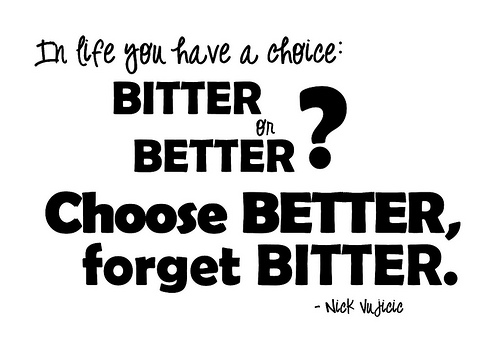 In life you have a choice:
BITTER
or
BETTER ?
Choose BETTER,
forget BITTER.
- Nick Vujicic